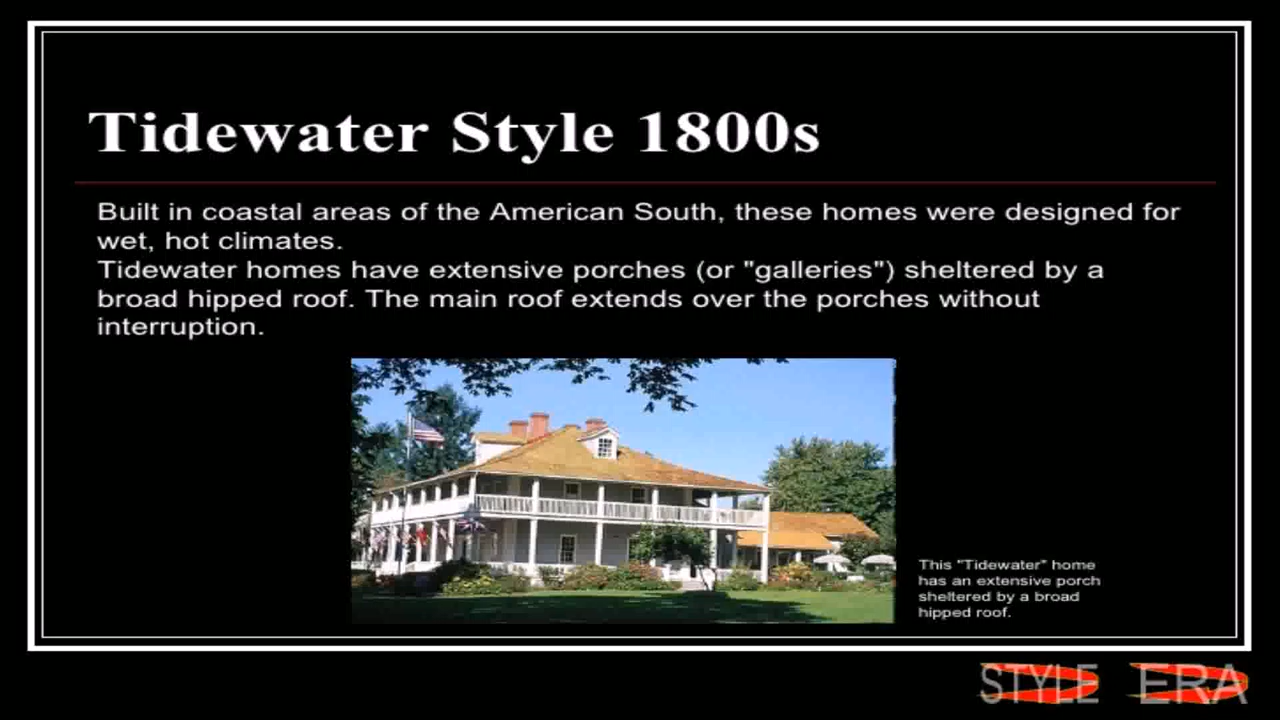 Tidewater Style 1800s
Built in coastal areas of the American South, these homes were designed for
wet, hot climates.
Tidewater homes have extensive porches (or "galleries") sheltered by a
broad hipped roof. The main roof extends over the porches without
interruption.
This "Tidewater" home
has an extensive porch
sheltered by a broad
hipped roof.
STYLE ERA